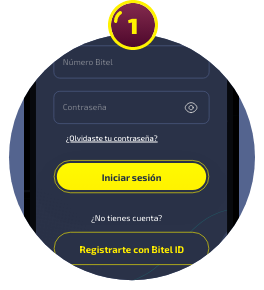 1
Número Bitel
Contraseña
¿Olvidaste tu contraseña?
Iniciar sesión
¿No tienes cuenta?
Registrarte con Bitel ID